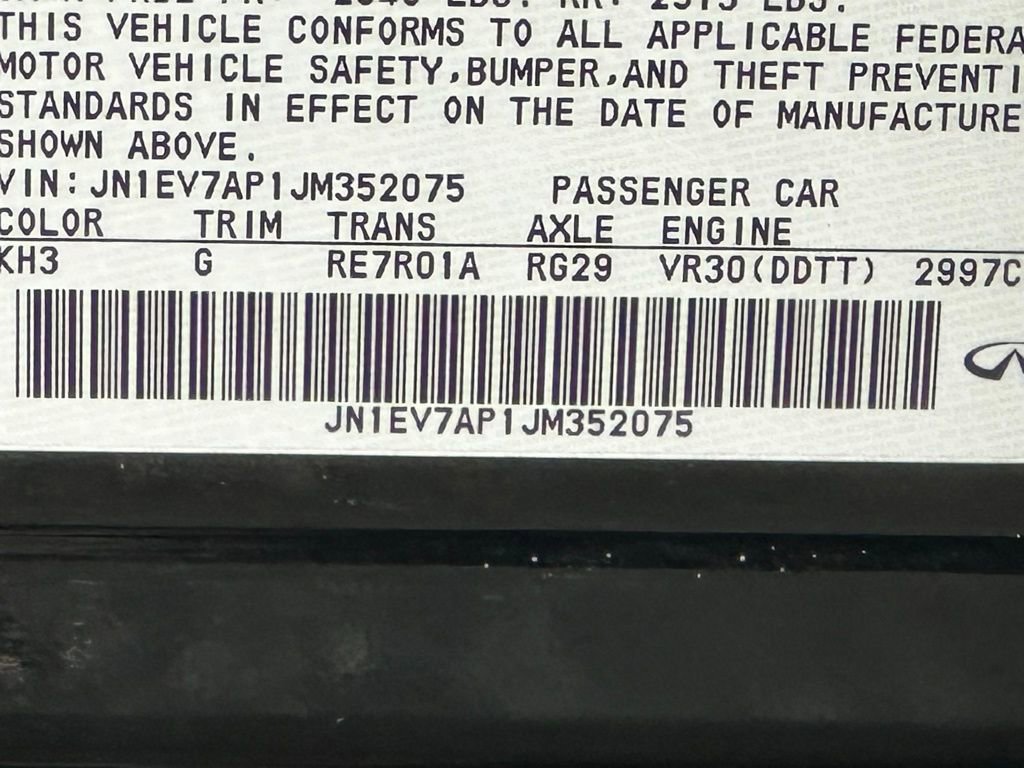 THIS VEHICLE CONFORMS TO ALL APPLICABLE FEDERA
MOTOR VEHICLE SAFETY,BUMPER,AND THEFT PREVENTI
STANDARDS IN EFFECT ON THE DATE OF MANUFACTURE
SHOWN ABOVE.
VIN:JN1EV7AP1JM352075 PASSENGER CAR
COLOR TRIM TRANS AXLE ENGINE
KH3 G RE7R01A RG29 VR30(DDTT) 2997C
JN1EV7AP1JM352075